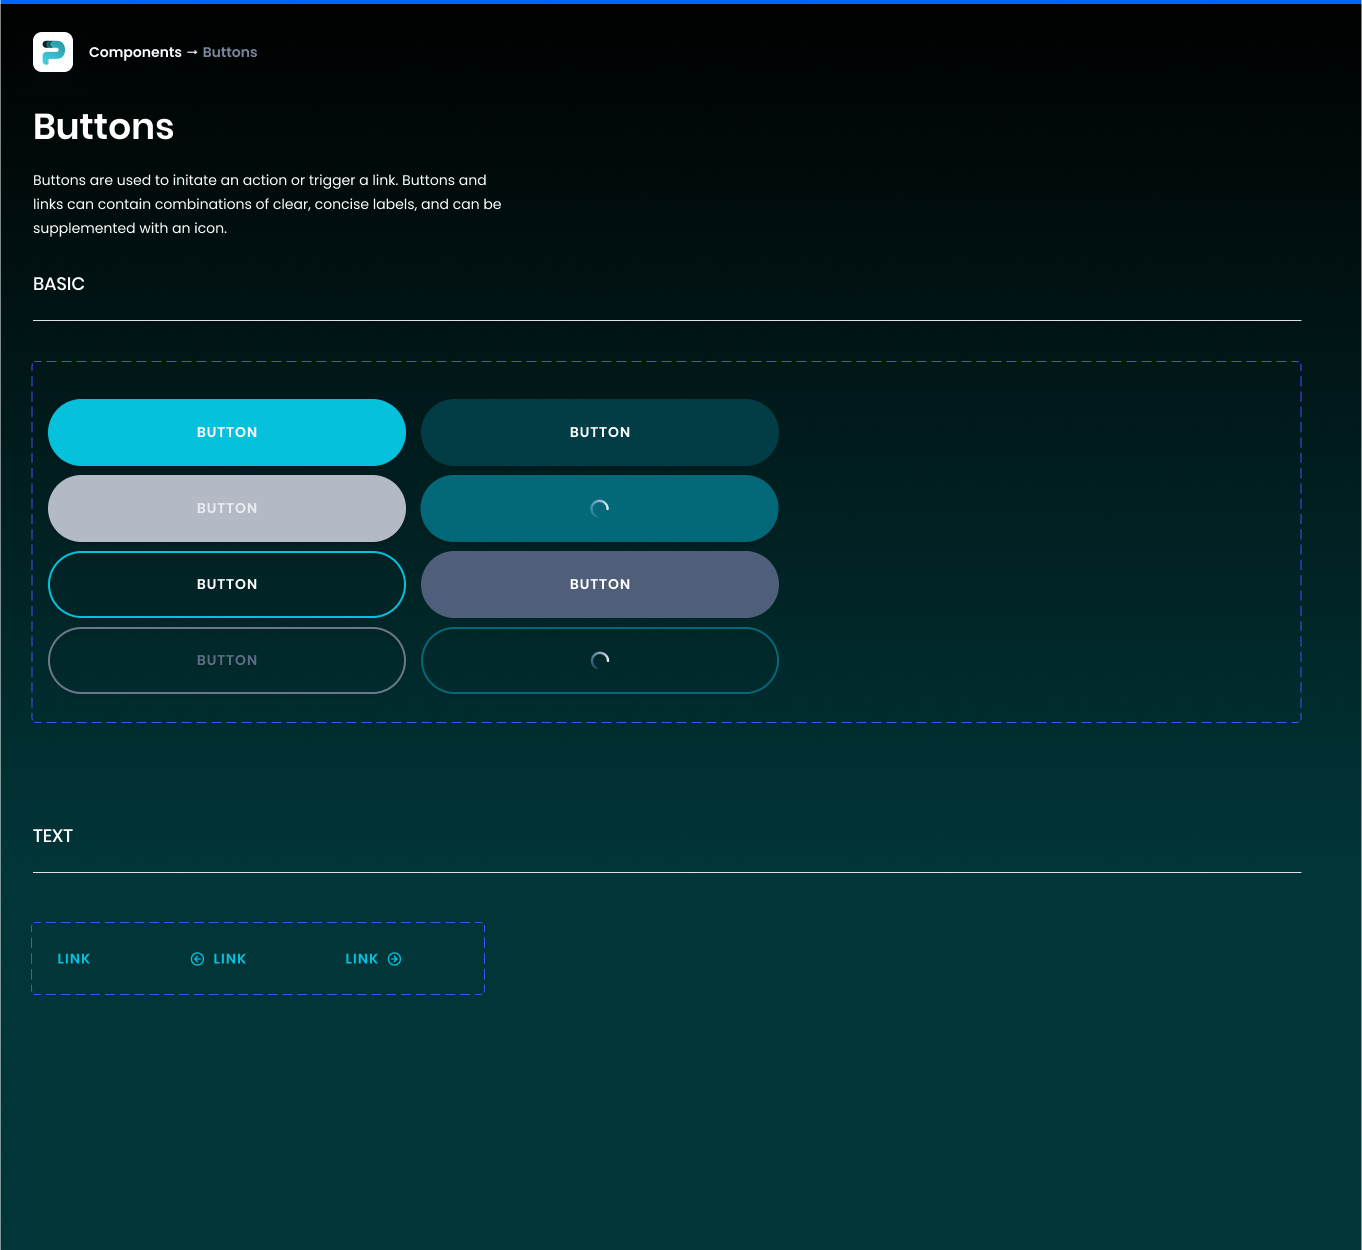 Components → Buttons
Buttons
Buttons are used to initate an action or trigger a link. Buttons and
links can contain combinations of clear, concise labels, and can be
supplemented with an icon.
BASIC
BUTTON
BUTTON
BUTTON
BUTTON
BUTTON
BUTTON
TEXT
LINK
LINK
LINK